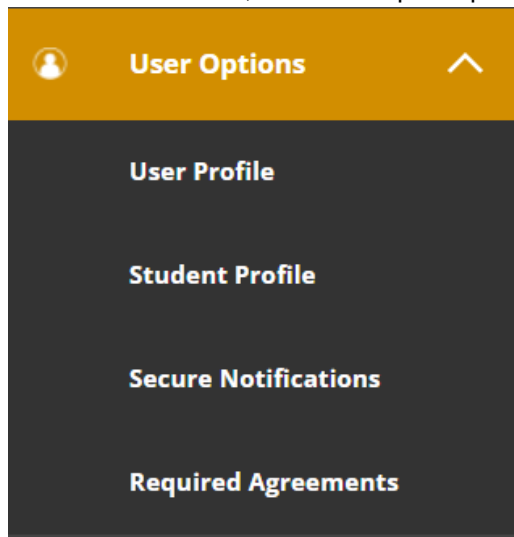 User Options
User Profile
Student Profile
Secure Notifications
Required Agreements